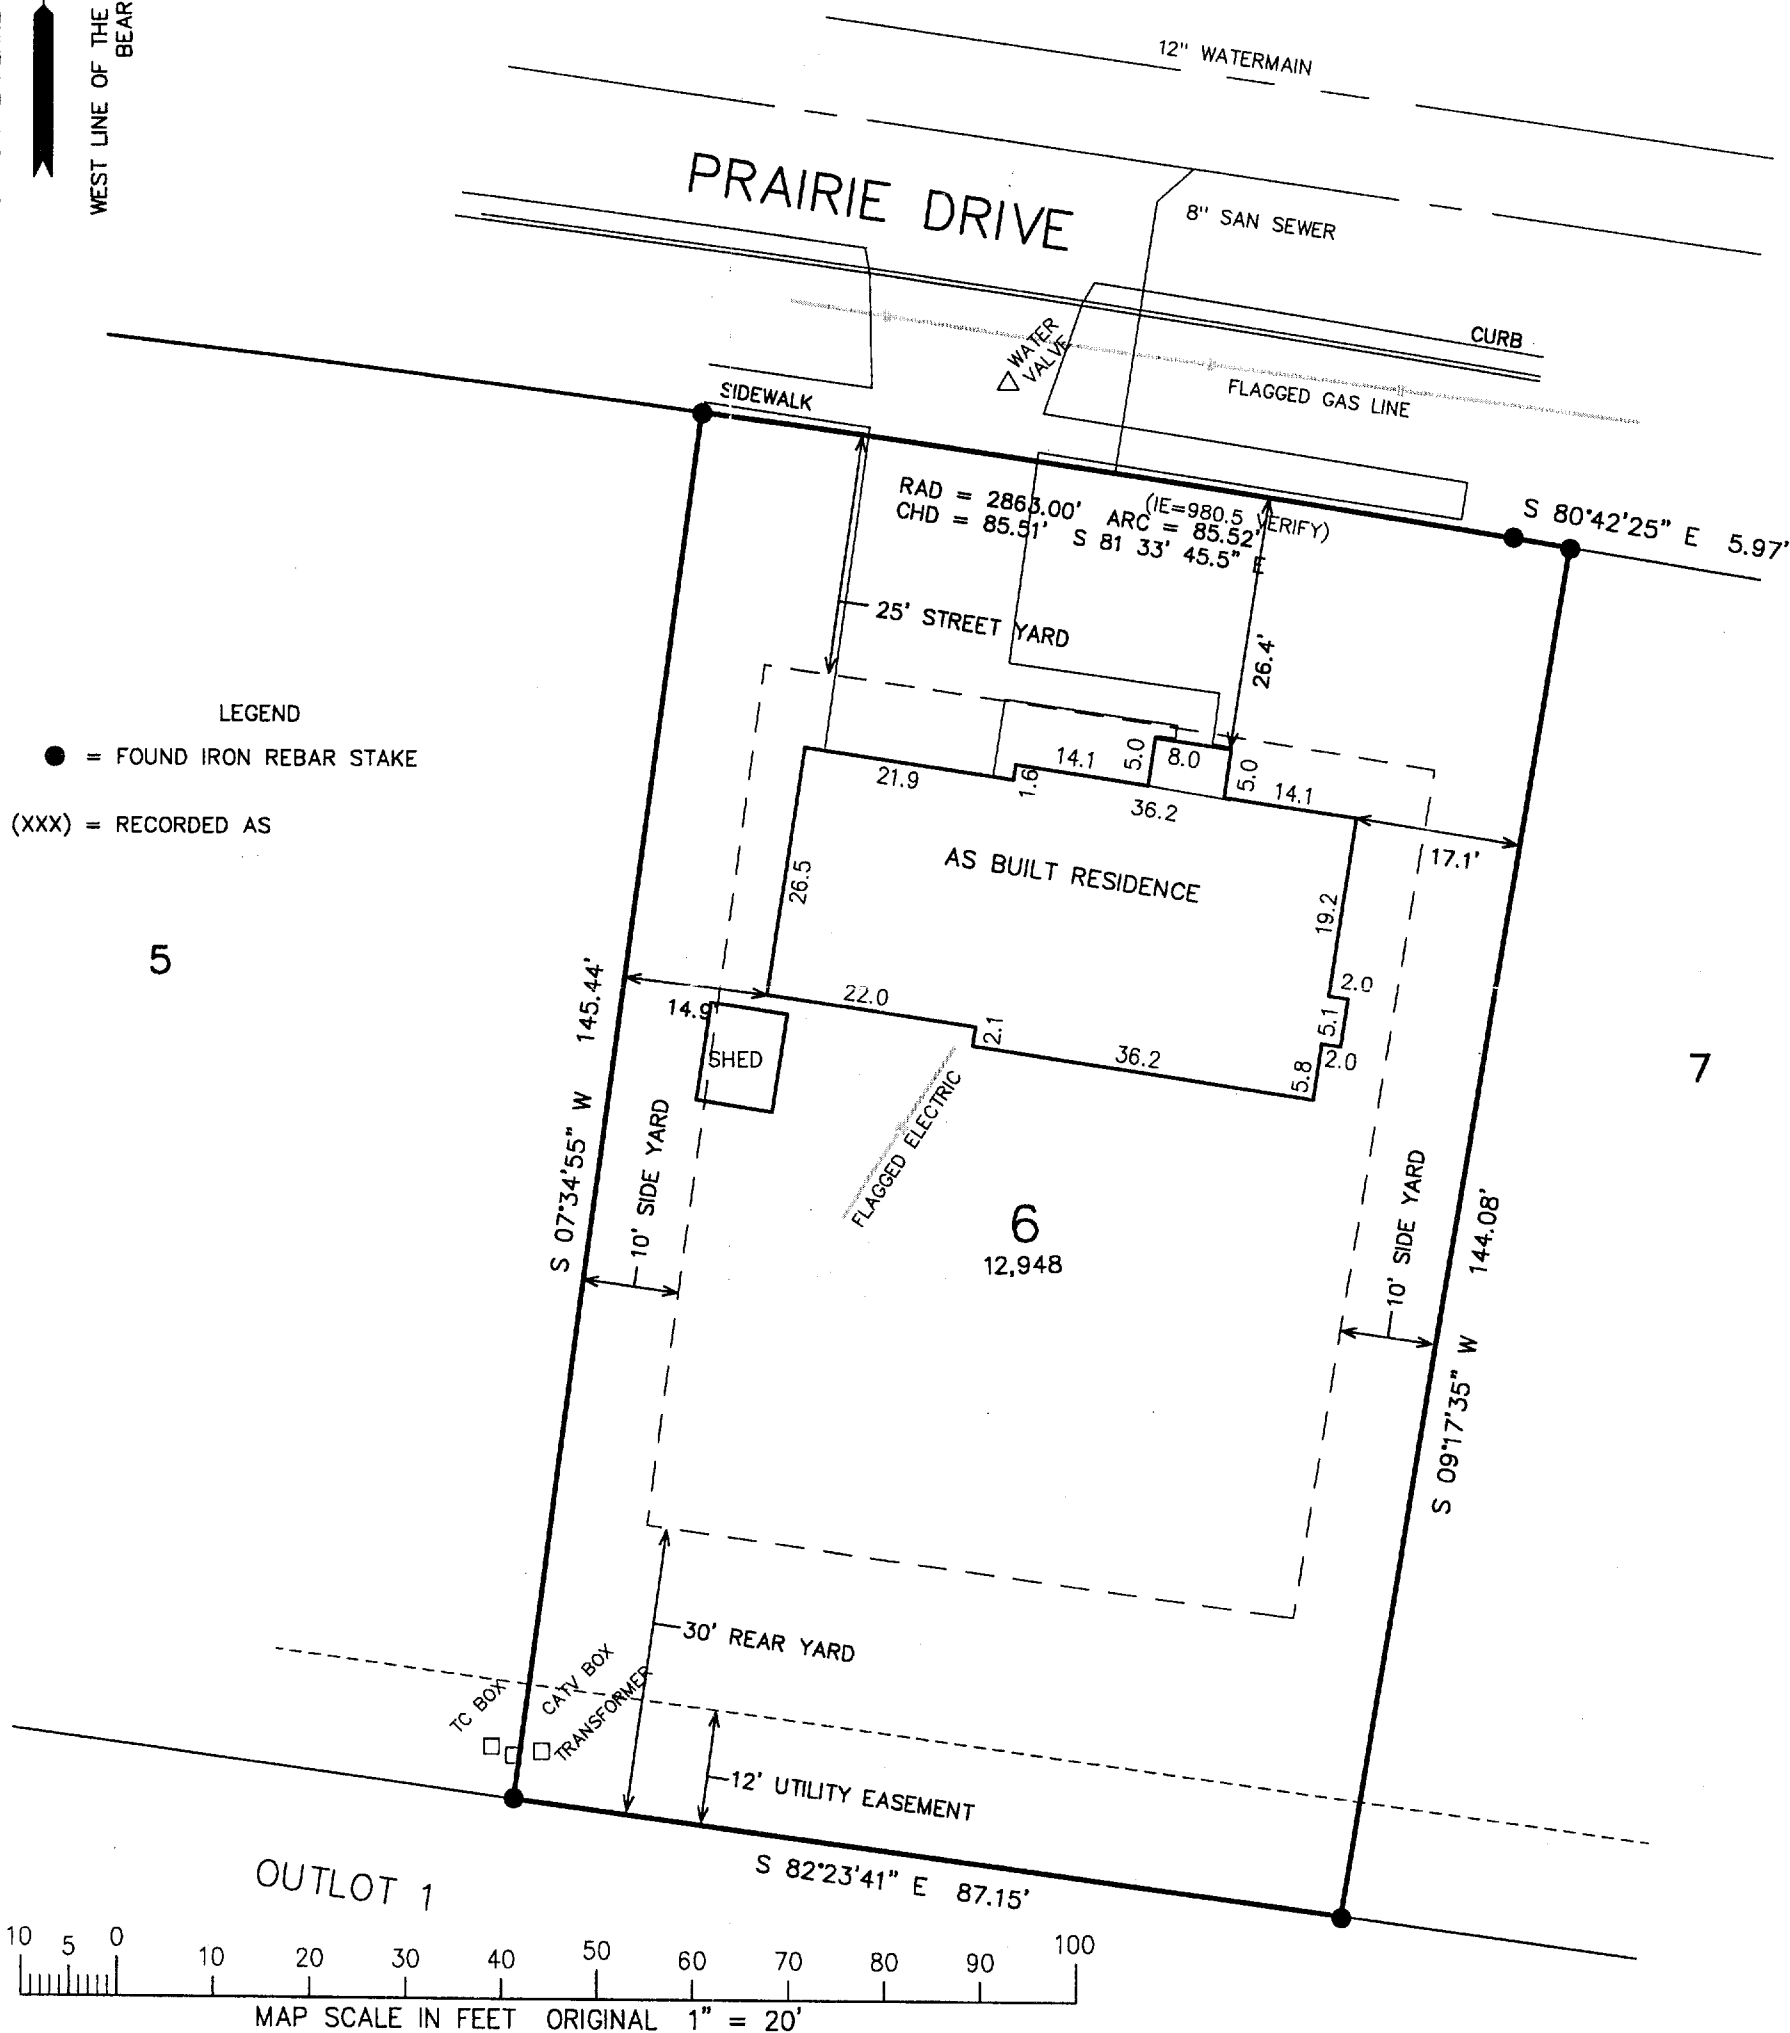 WEST LINE OF THE
BEAR
12" WATERMAIN
PRAIRIE DRIVE
8" SAN SEWER
CURB
WATER
VALVE
FLAGGED GAS LINE
SIDEWALK
S 80°42'25" E 5.97'
RAD = 2863.00' ARC = 85.52'
(IE=980.5 VERIFY)
CHD = 85.51' S 81 33' 45.5" E
25' STREET YARD
26.4'
LEGEND
● = FOUND IRON REBAR STAKE
(XXX) = RECORDED AS
21.9
1.6
14.1
5.0
8.0
5.0
14.1
36.2
17.1'
AS BUILT RESIDENCE
26.5
19.2
5
145.44'
S 07°34'55" W
14.9'
22.0
2.1
36.2
2.0
5.1
2.0
5.8
SHED
7
FLAGGED ELECTRIC
10' SIDE YARD
6
12,948
10' SIDE YARD
144.08'
S 09°17'35" W
30' REAR YARD
TC BOX
CATV BOX
TRANSFORMER
12' UTILITY EASEMENT
S 82°23'41" E 87.15'
OUTLOT 1
10 5 0 10 20 30 40 50 60 70 80 90 100
MAP SCALE IN FEET ORIGINAL 1" = 20'